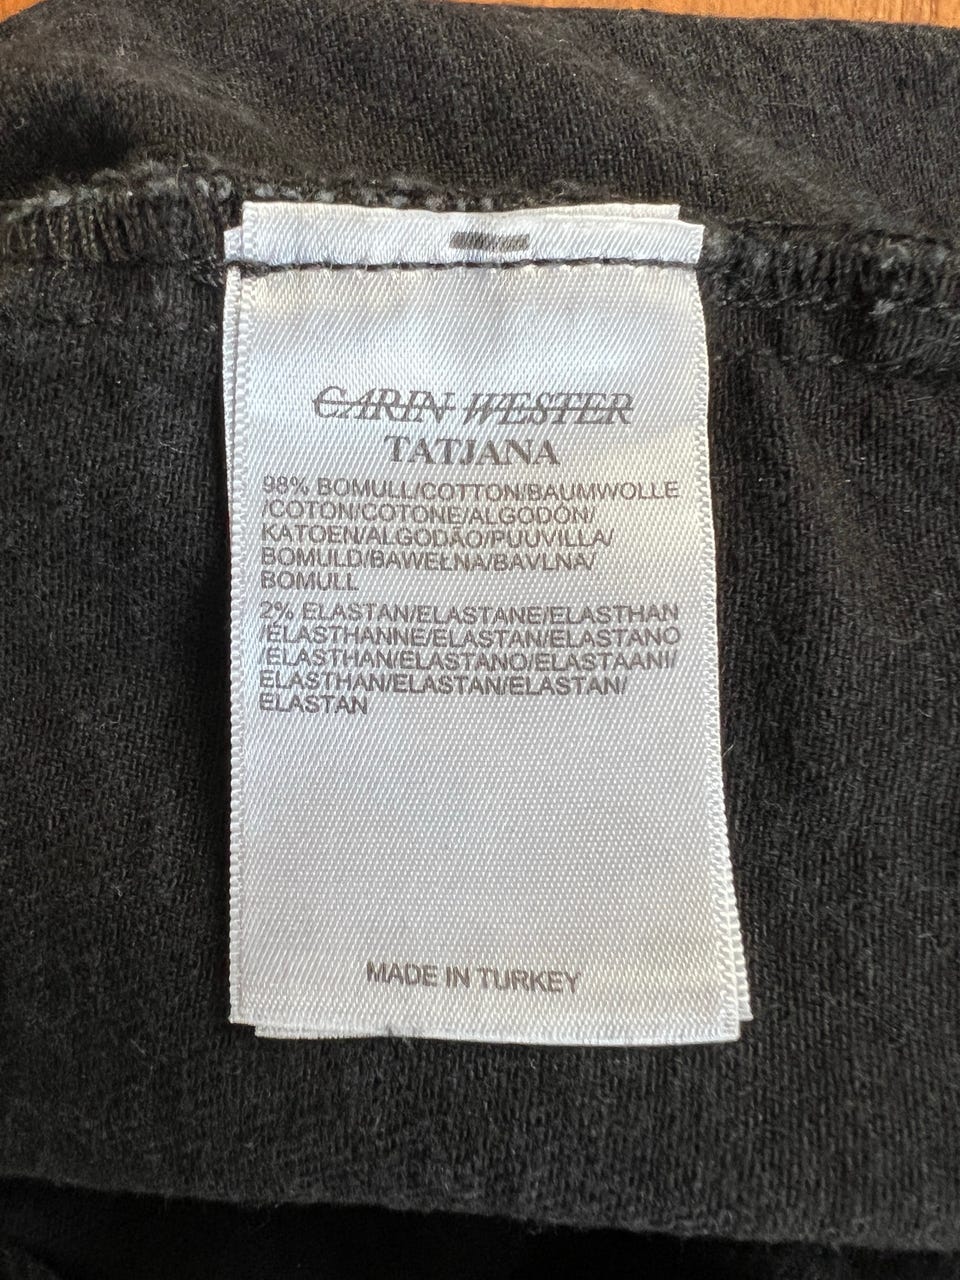 CARIN WESTER
TATJANA
98% BOMULL/COTTON/BAUMWOLLE
/COTON/COTONE/ALGODÓN/
KATOEN/ALGODÃO/PUUVILLA/
BOMULD/BAWEŁNA/BAVLNA/
BOMULL
2% ELASTAN/ELASTANE/ELASTHAN
/ELASTHANNE/ELASTAN/ELASTANO
/ELASTHAN/ELASTANO/ELASTAANI/
ELASTHAN/ELASTAN/ELASTAN/
ELASTAN
MADE IN TURKEY